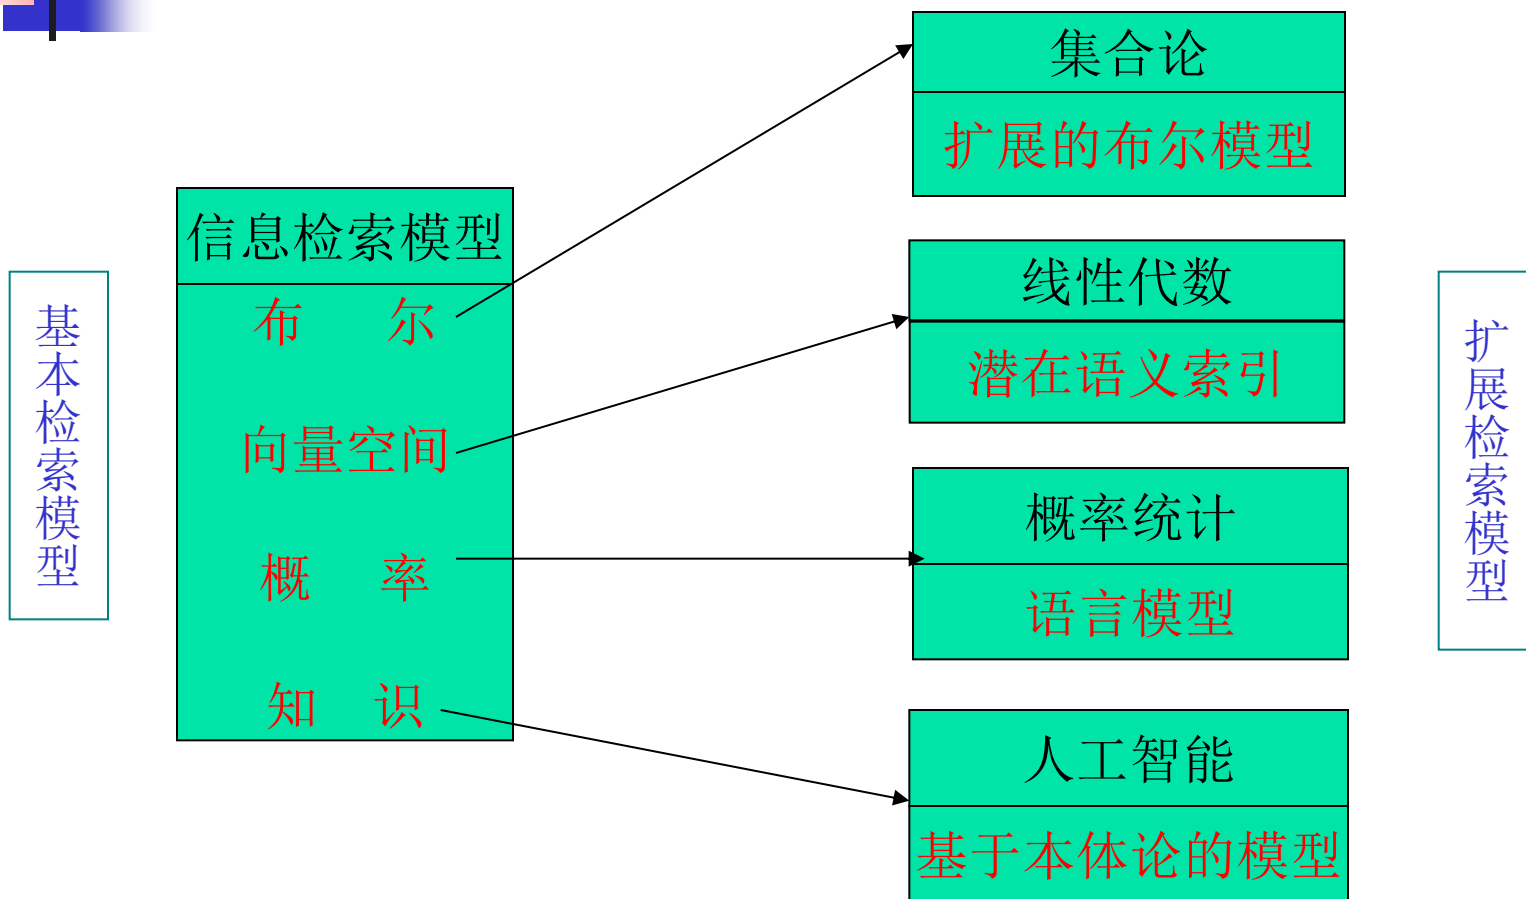 基本检索模型
信息检索模型
布 尔
向量空间
概 率
知 识
集合论
扩展的布尔模型
线性代数
潜在语义索引
概率统计
语言模型
人工智能
基于本体论的模型
扩展检索模型